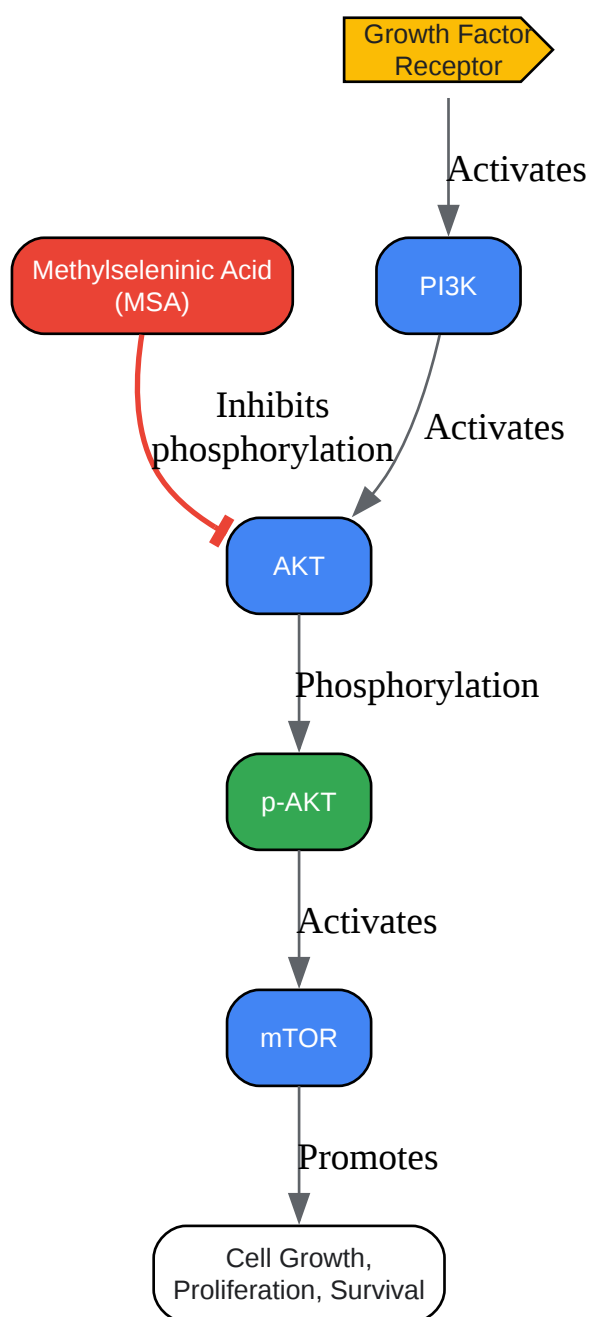 Growth Factor
Receptor
Activates
Methylseleninic Acid
(MSA)
PI3K
Inhibits
phosphorylation
Activates
AKT
Phosphorylation
p-AKT
Activates
mTOR
Promotes
Cell Growth,
Proliferation, Survival